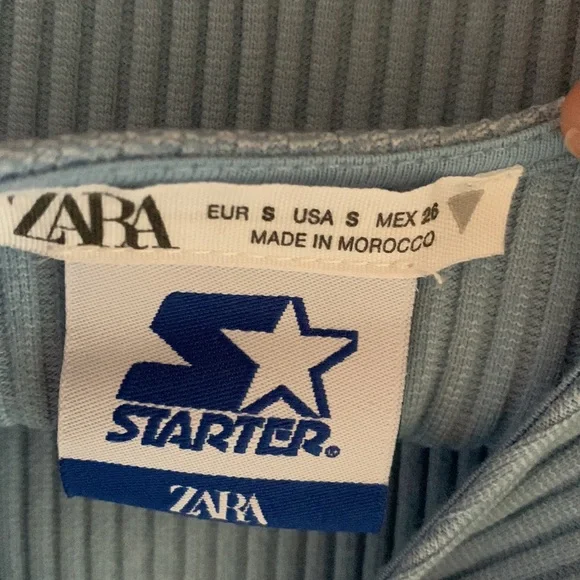 ZARA
EUR S USA S MEX 26
MADE IN MOROCCO
STARTER®
ZARA